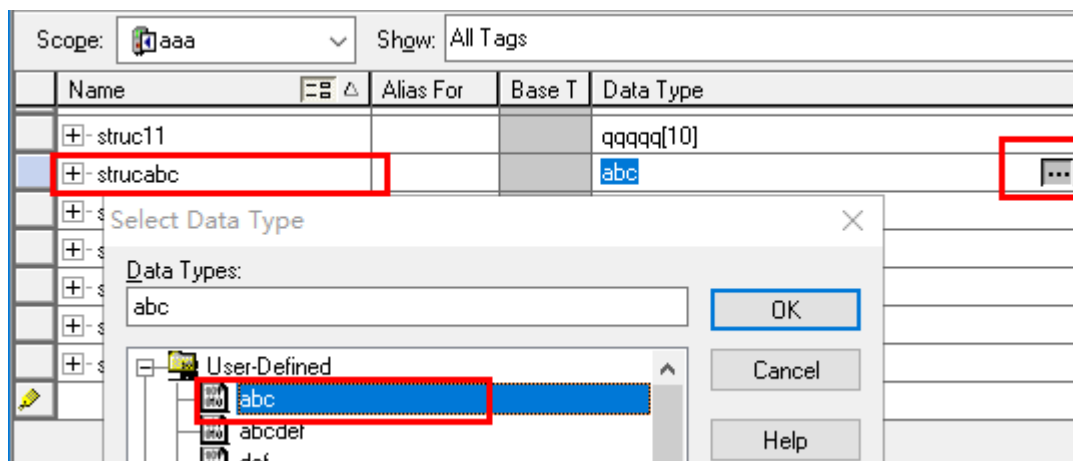 Scope: aaa Show: All Tags
Name Alias For Base T Data Type
struc11 qqqqq[10]
strucabc abc ...
Select Data Type
Data Types:
abc
OK
User-Defined
Cancel
abc
abcdef
Help